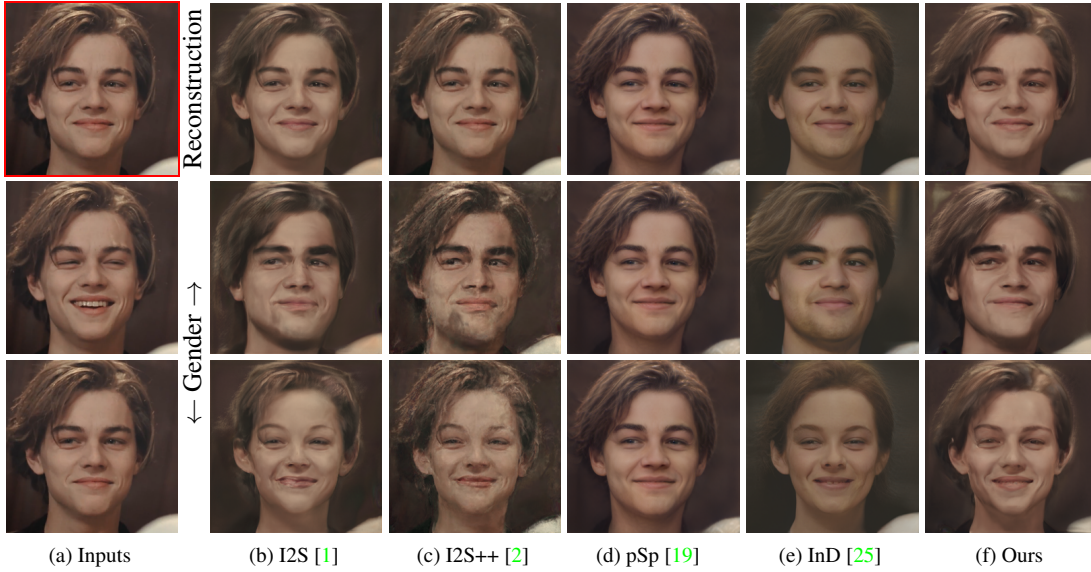 Reconstruction
← Gender →
(a) Inputs
(b) I2S [1]
(c) I2S++ [2]
(d) pSp [19]
(e) InD [25]
(f) Ours